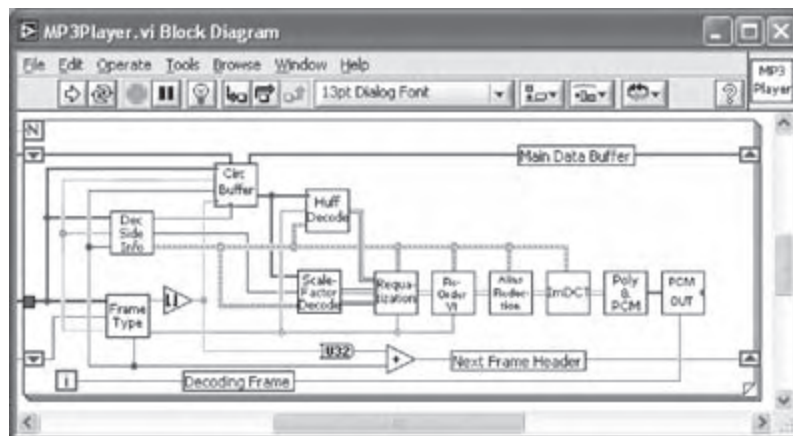 MP3Player.vi Block Diagram
File Edit Operate Tools Browse Window Help
13pt Dialog Font
MP3
Player
N
Main Data Buffer
Circ
Buffer
Huff
Decode
Dec
Side
Info
Scale-
Factor
Decode
Requa-
tization
Re-
Order
VI
Alias
Reduc-
tion
ImDCT
Poly
&
PCM
PCM
OUT
Frame
Type
U32
+
Next Frame Header
i
Decoding Frame